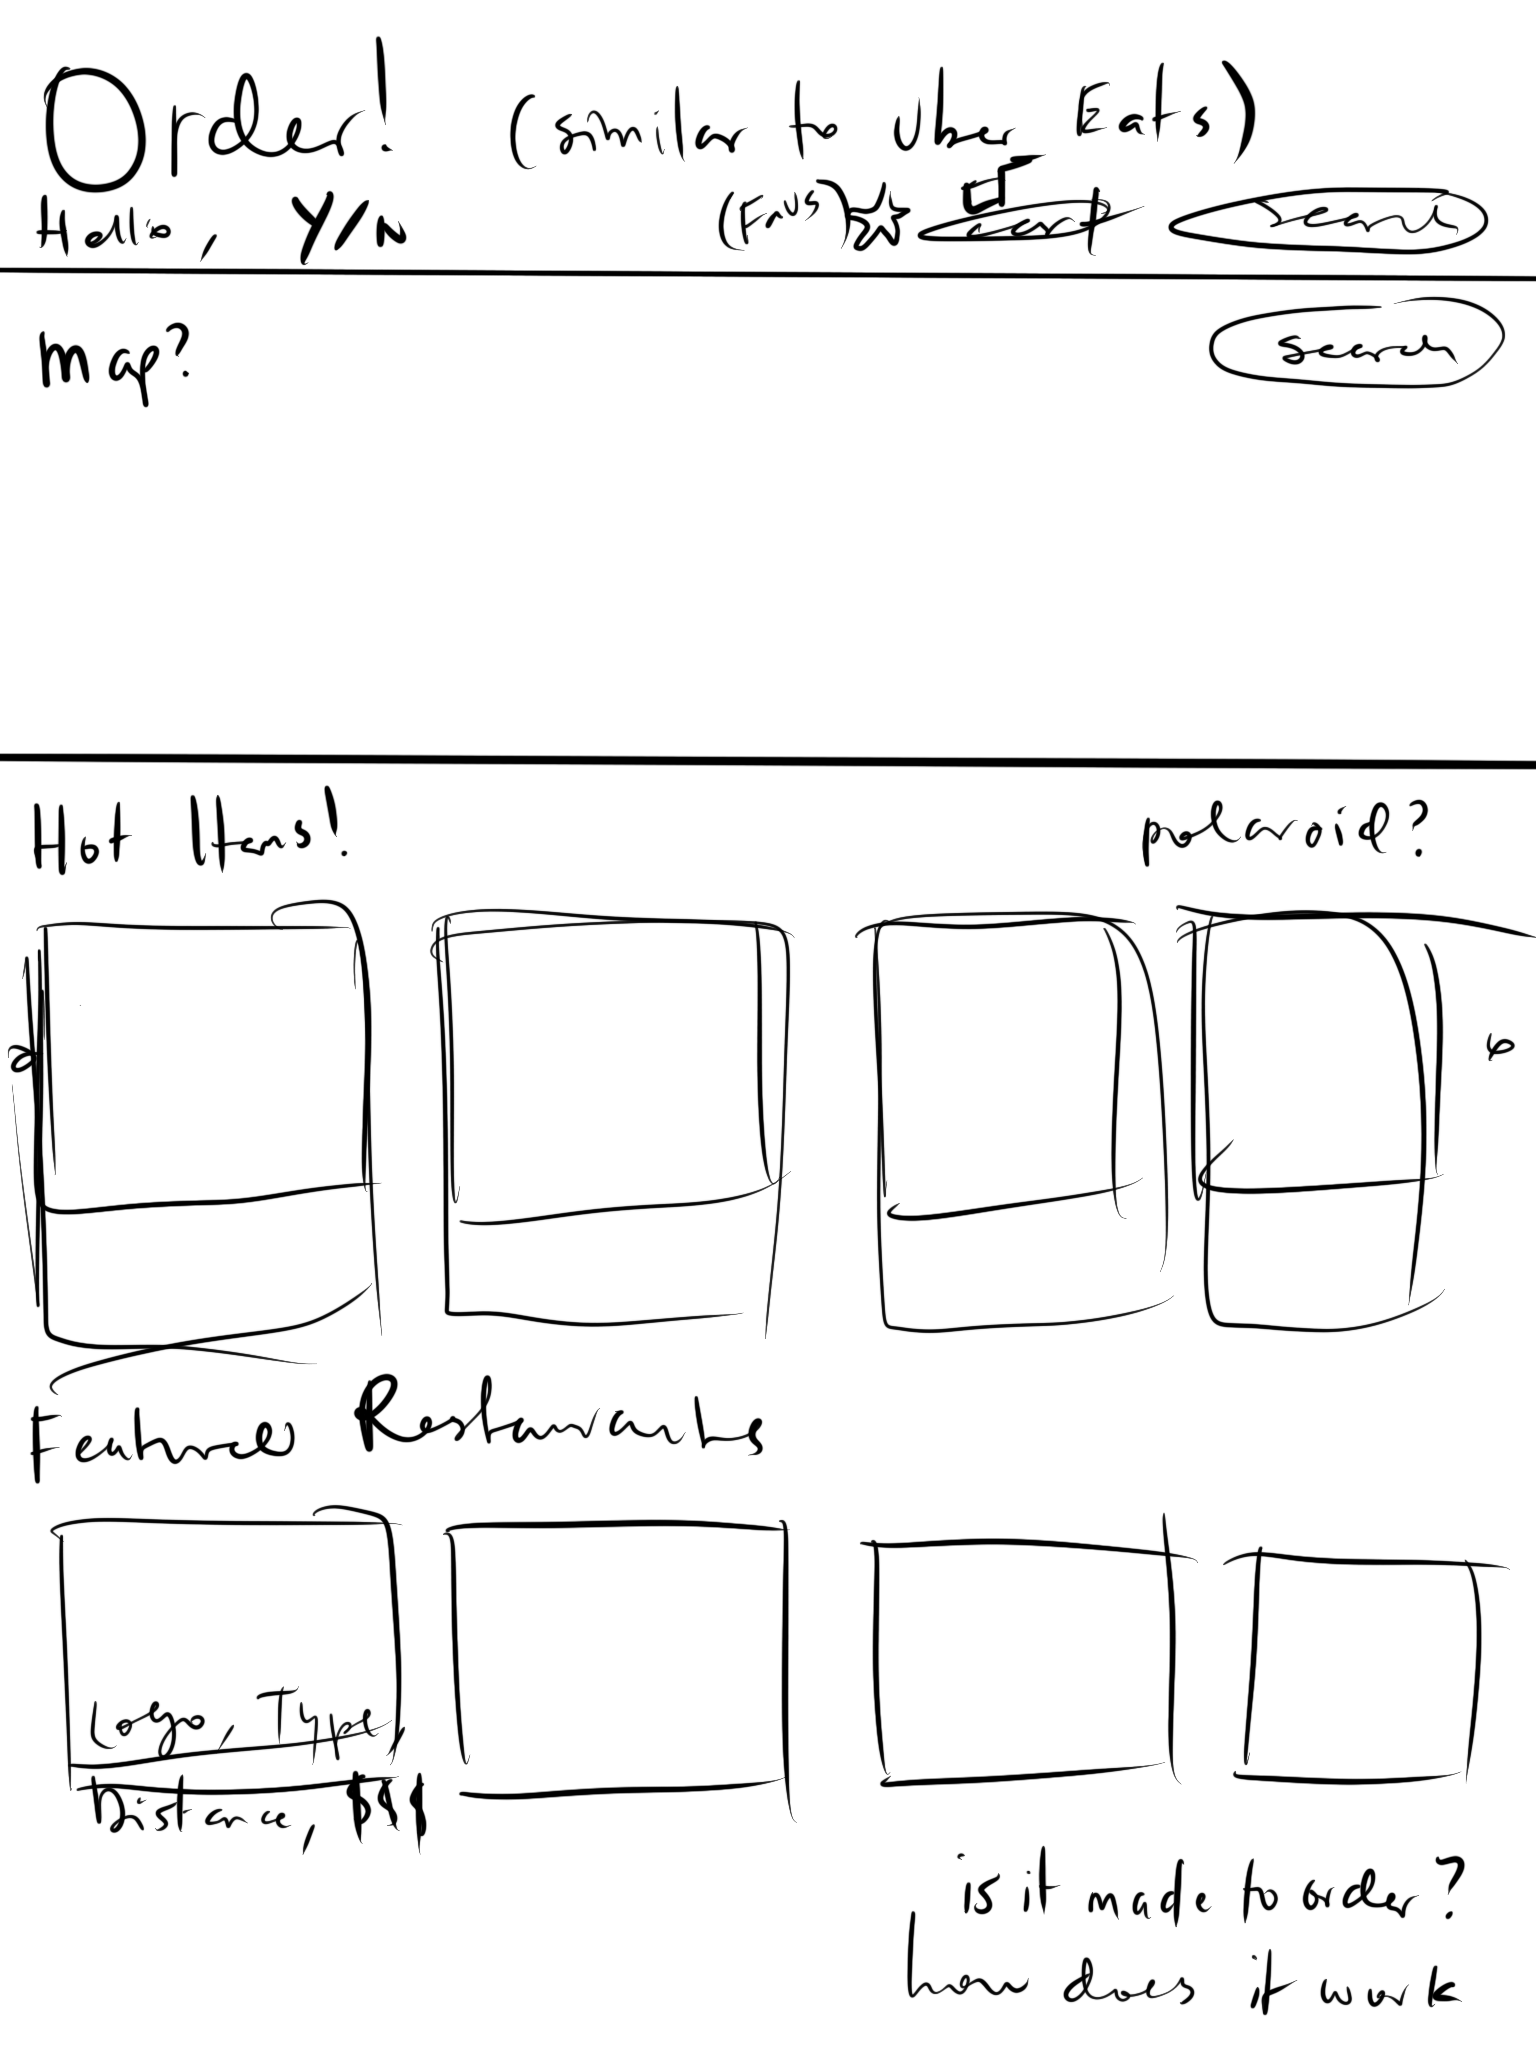 Order! (similar to Uber Eats)
Hello, Y/N (Favs) cart search
Map? search
Hot Items! polaroid?
Featured Restaurants
Logo, Type
Distance, $$$
is it made to order?
how does it work